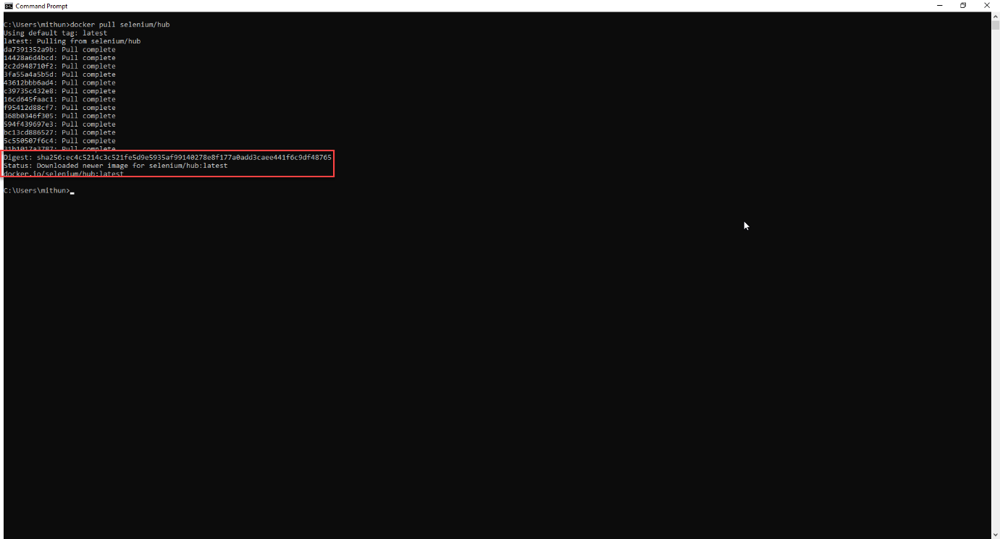 Command Prompt
C:\Users\mithun>docker pull selenium/hub
Using default tag: latest
latest: Pulling from selenium/hub
da7391352a9b: Pull complete
14428a6d4bcd: Pull complete
2c2d948710f2: Pull complete
3fa55a4a5b5d: Pull complete
43612bbb6ad4: Pull complete
c39735c432e8: Pull complete
16cd645faac1: Pull complete
f95412d88cf7: Pull complete
368b0346f305: Pull complete
594f439697e3: Pull complete
bc13cd886527: Pull complete
5c550507f6c4: Pull complete
31b1017a3787: Pull complete
Digest: sha256:ec4c5214c3c521fe5d9e5935af99140278e8f177a0add3caee441f6c9df48765
Status: Downloaded newer image for selenium/hub:latest
docker.io/selenium/hub:latest
C:\Users\mithun>